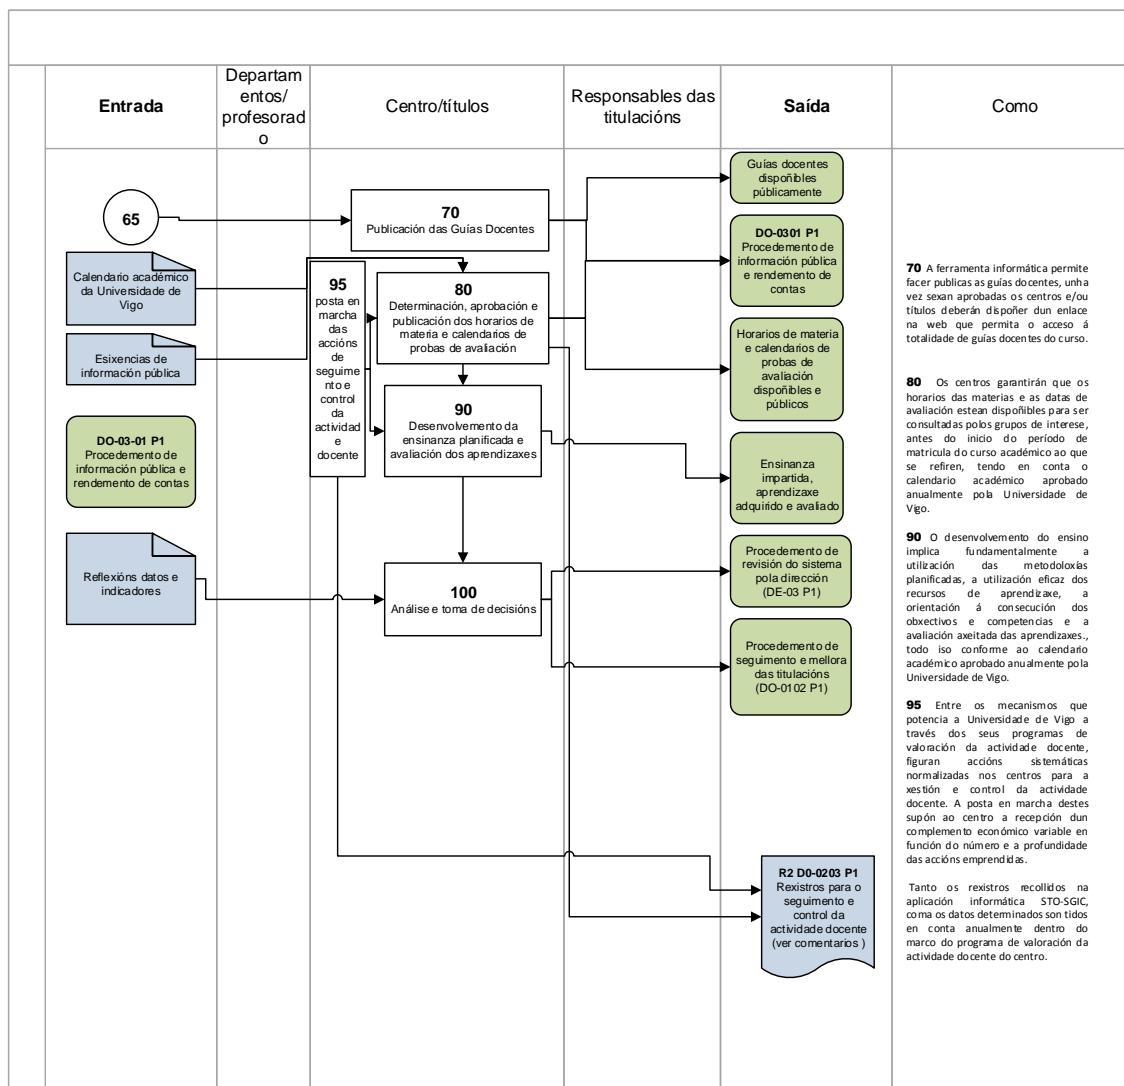 Entrada
Departam
entos/
profesorad
o
Centro/títulos
Responsables das
titulacións
Saída
Como
65
Calendario académico
da Universidade de
Vigo
Esixencias de
información pública
DO-03-01 P1
Procedemento de
información pública e
rendemento de contas
Reflexións datos e
indicadores
70
Publicación das Guías Docentes
95
posta en
marcha
das
accións
de
seguime
nto e
control
da
activida
d e
docente
80
Determinación, aprobación e
publicación dos horarios de
materia e calendarios de
probas de avaliación
90
Desenvolvemento da
ensinanza planificada e
avaliación dos aprendizaxes
100
Análise e toma de decisións
Guías docentes
dispoñibles
públicamente
DO-0301 P1
Procedemento de
información pública e
rendemento de
contas
Horarios de materia
e calendarios de
probas de
avaliación
dispoñibles e
públicos
Ensinanza
impartida,
aprendizaxe
adquirido e avaliado
Procedemento de
revisión do sistema
pola dirección
(DE-03 P1)
Procedemento de
seguimento e mellora
das titulacións
(DO-0102 P1)
R2 D0-0203 P1
Rexistros para o
seguimento e
control da
actividade docente
(ver comentarios )
70 A ferramenta informática permite
facer publicas as guías docentes, unha
vez sexan aprobadas os centros e/ou
títulos deberán dispoñer dun enlace
na web que permita o acceso á
totalidade de guías docentes do curso.
80 Os centros garantirán que os
horarios das materias e as datas de
avaliación estean dispoñibles para ser
consultadas polos grupos de interese,
antes do inicio do período de
matricula do curso académico ao que
se refiren, tendo en conta o
calendario académico aprobado
anualmente pola Universidade de
Vigo.
90 O desenvolvemento do ensino
implica fundamentalmente a
utilización das metodoloxías
planificadas, a utilización eficaz dos
recursos de aprendizaxe, a
orientación á consecución dos
obxectivos e competencias e a
avaliación axeitada das aprendizaxes.,
todo iso conforme ao calendario
académico aprobado anualmente pola
Universidade de Vigo.
95 Entre os mecanismos que
potencia a Universidade de Vigo a
través dos seus programas de
valoración da actividade docente,
figuran accións sistemáticas
normalizadas nos centros para a
xestión e control da actividade
docente. A posta en marcha destes
supón ao centro a recepción dun
complemento económico variable en
función do número e a profundidade
das accións emprendidas.
Tanto os rexistros recollidos na
aplicación informática STO-SGIC,
coma os datos determinados son tidos
en conta anualmente dentro do
marco do programa de valoración da
actividade docente do centro.